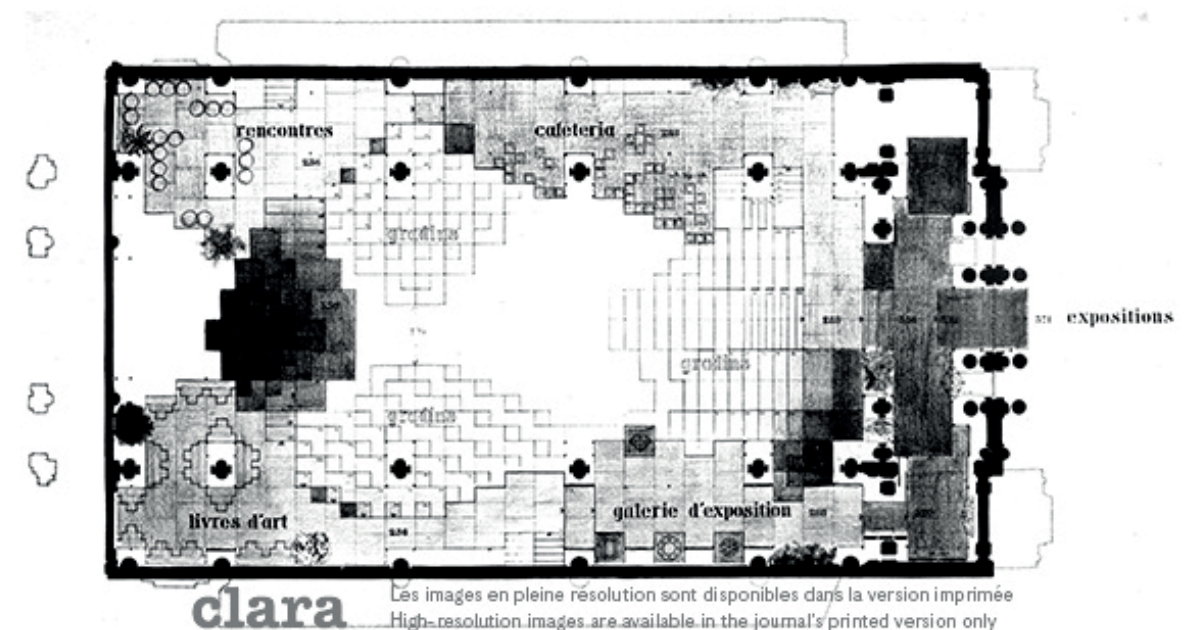 rencontres
cafeteria
gradins
expositions
gradins
gradins
livres d'art
galerie d'exposition
clara
Les images en pleine résolution sont disponibles dans la version imprimée
High-resolution images are available in the journal's printed version only